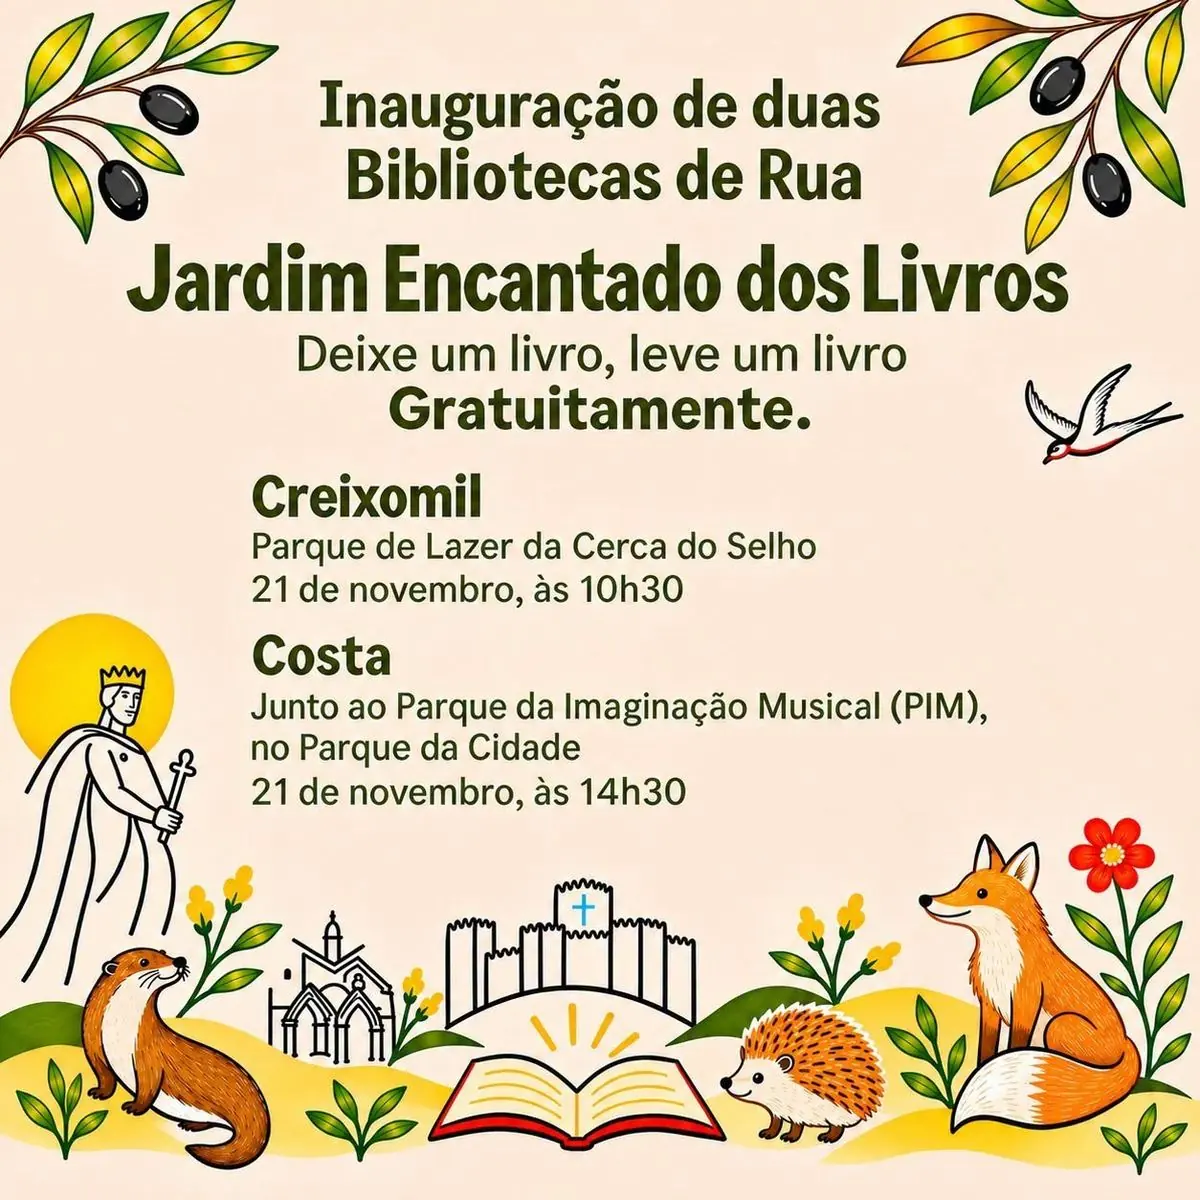 Inauguração de duas
Bibliotecas de Rua
Jardim Encantado dos Livros
Deixe um livro, leve um livro
Gratuitamente.
Creixomil
Parque de Lazer da Cerca do Selho
21 de novembro, às 10h30
Costa
Junto ao Parque da Imaginação Musical (PIM),
no Parque da Cidade
21 de novembro, às 14h30